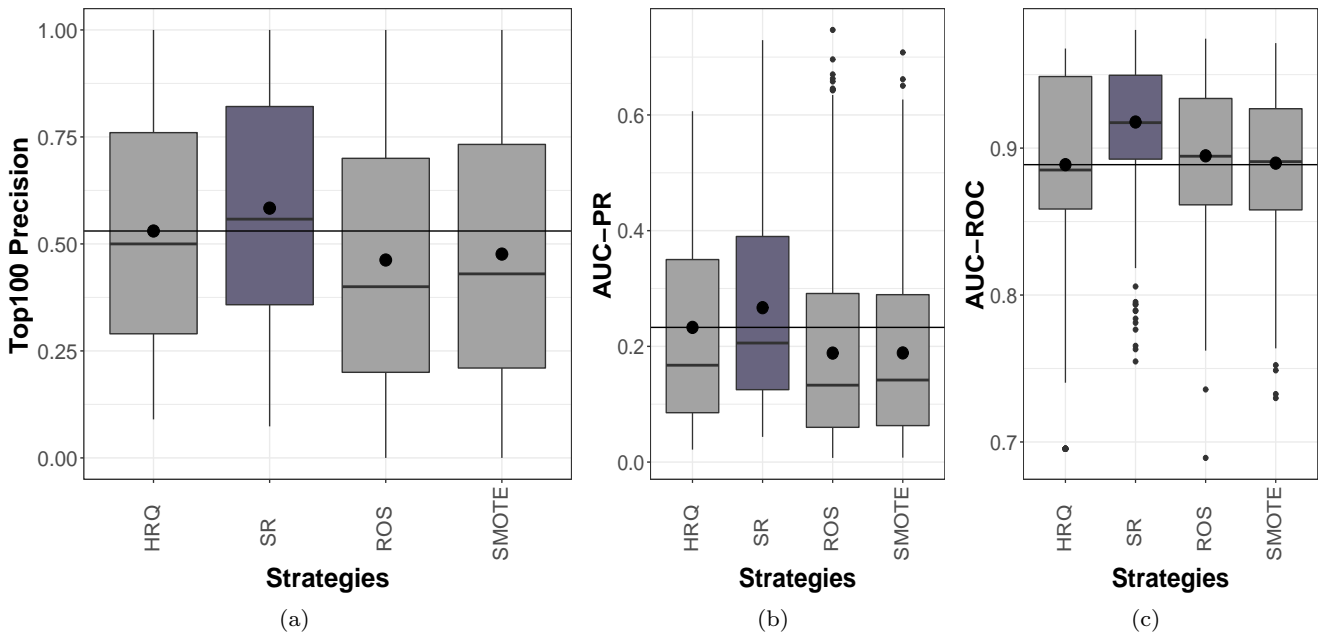 Top100 Precision
1.00
0.75
0.50
0.25
0.00
HRQ
SR
ROS
SMOTE
Strategies
(a)
AUC−PR
0.6
0.4
0.2
0.0
HRQ
SR
ROS
SMOTE
Strategies
(b)
AUC−ROC
0.9
0.8
0.7
HRQ
SR
ROS
SMOTE
Strategies
(c)